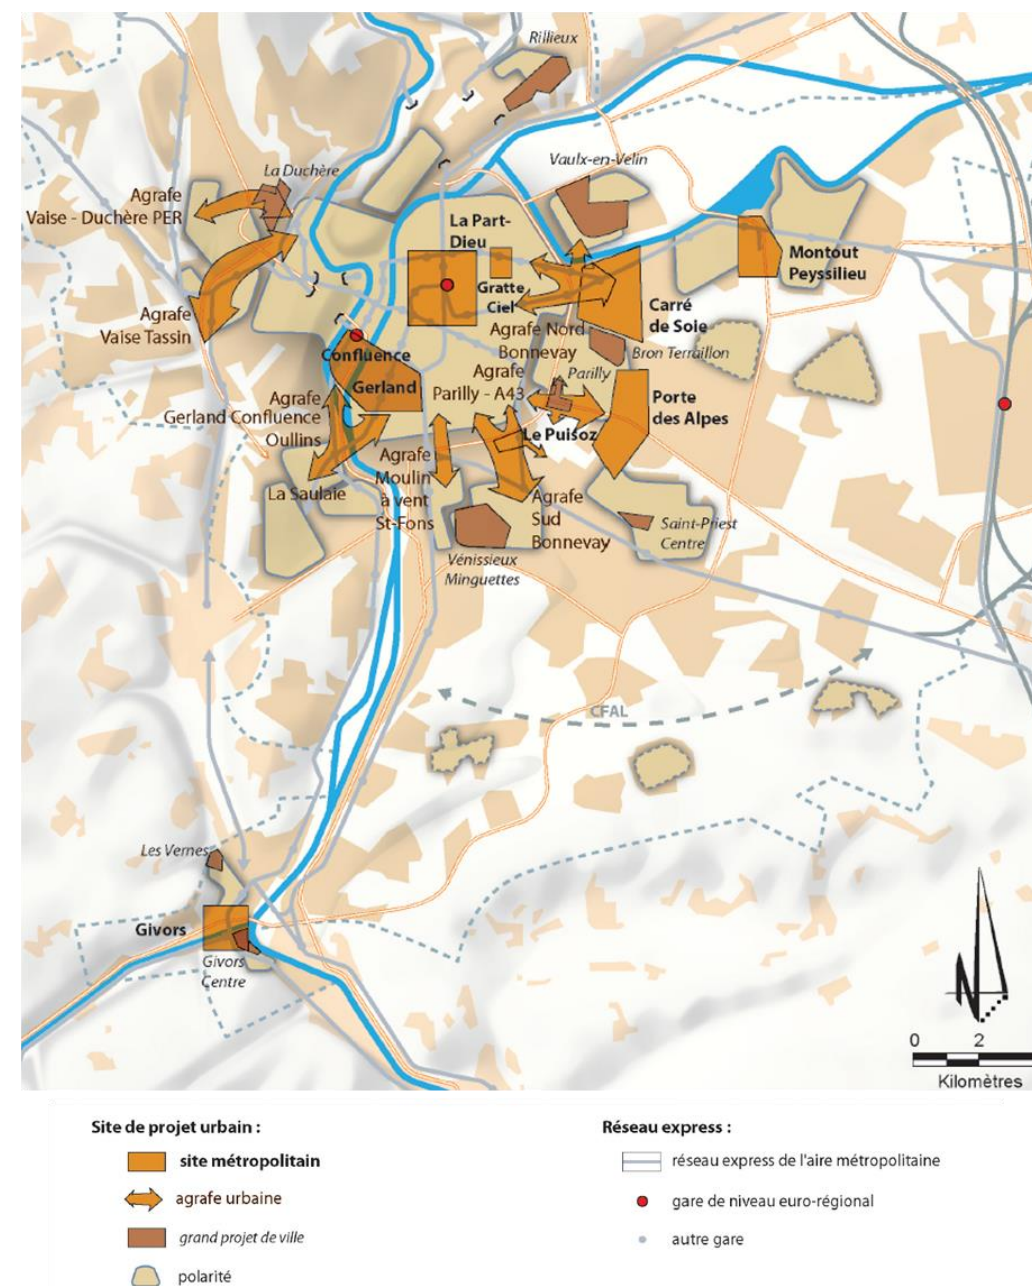 Rillieux
La Duchère
Vaulx-en-Velin
Agrafe
Vaise - Duchère PER
La Part-
Dieu
Montout
Peyssilieu
Gratte
Ciel
Carré
de Soie
Agrafe
Vaise Tassin
Agrafe Nord
Bonnevay
Bron Terraillon
Confluence
Agrafe
Parilly - A43
Parilly
Gerland
Porte
des Alpes
Agrafe
Gerland Confluence
Oullins
Le Puisoz
Agrafe
Moulin
à vent
St-Fons
La Saulaie
Agrafe
Sud
Bonnevay
Saint-Priest
Centre
Vénissieux
Minguettes
CFAL
Les Vernes
Givors
Givors
Centre
N
0 2
Kilomètres
Site de projet urbain :
site métropolitain
agrafe urbaine
grand projet de ville
polarité
Réseau express :
réseau express de l'aire métropolitaine
gare de niveau euro-régional
autre gare